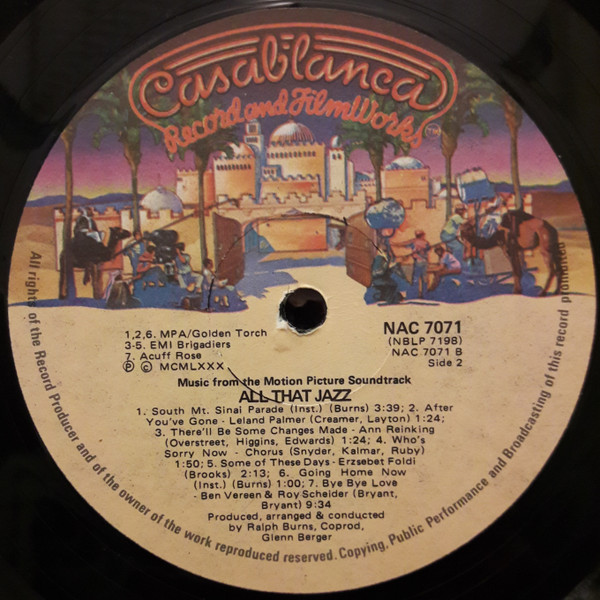 Casablanca
Record and FilmWorks
TM
1,2,6. MPA/Golden Torch
3-5. EMI Brigadiers
7. Acuff Rose
Ⓟ © MCMLXXX
NAC 7071
(NBLP 7198)
NAC 7071 B
Side 2
Music from the Motion Picture Soundtrack
ALL THAT JAZZ
1. South Mt. Sinai Parade (Inst.) (Burns) 3:39; 2. After
You've Gone - Leland Palmer (Creamer, Layton) 1:24;
3. There'll Be Some Changes Made - Ann Reinking
(Overstreet, Higgins, Edwards) 1:24; 4. Who's
Sorry Now - Chorus (Snyder, Kalmar, Ruby)
1:50; 5. Some of These Days - Erzsebet Foldi
(Brooks) 2:13; 6. Going Home Now
(Inst.) (Burns) 1:00; 7. Bye Bye Love
- Ben Vereen & Roy Scheider (Bryant,
Bryant) 9:34
Produced, arranged & conducted
by Ralph Burns, Coprod,
Glenn Berger
All rights of the Record Producer and of the owner of the work reproduced reserved. Copying, Public Performance and Broadcasting of this record prohibited